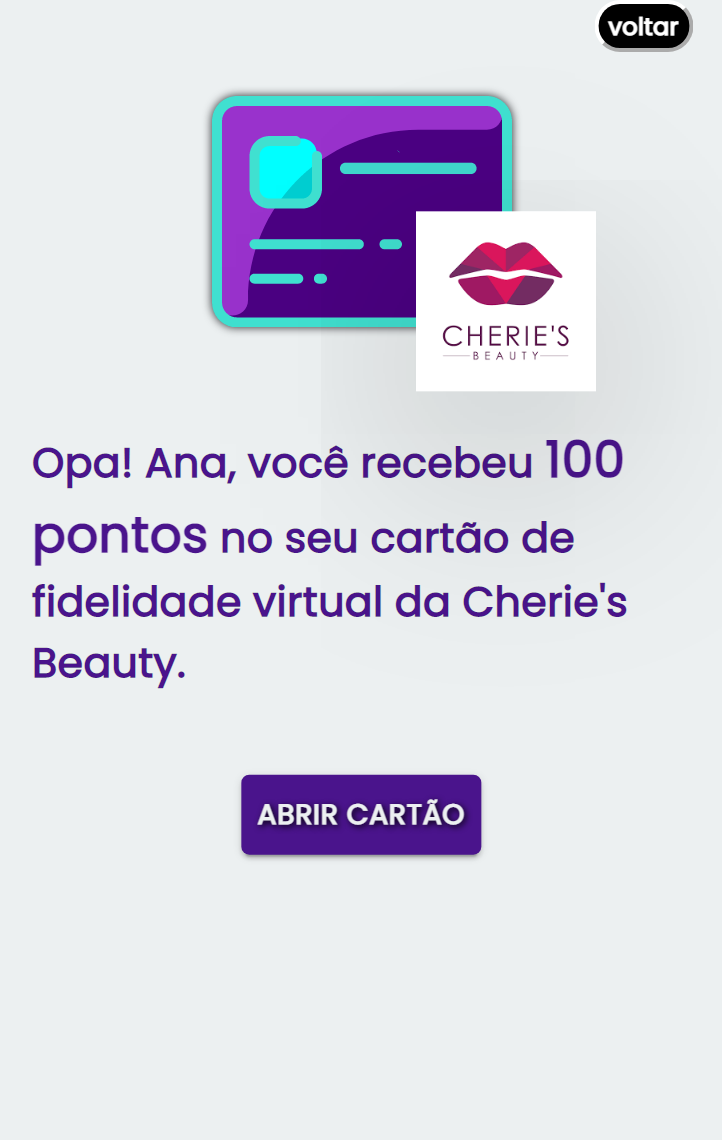 voltar
CHERIE'S
BEAUTY
Opa! Ana, você recebeu 100
pontos no seu cartão de
fidelidade virtual da Cherie's
Beauty.
ABRIR CARTÃO